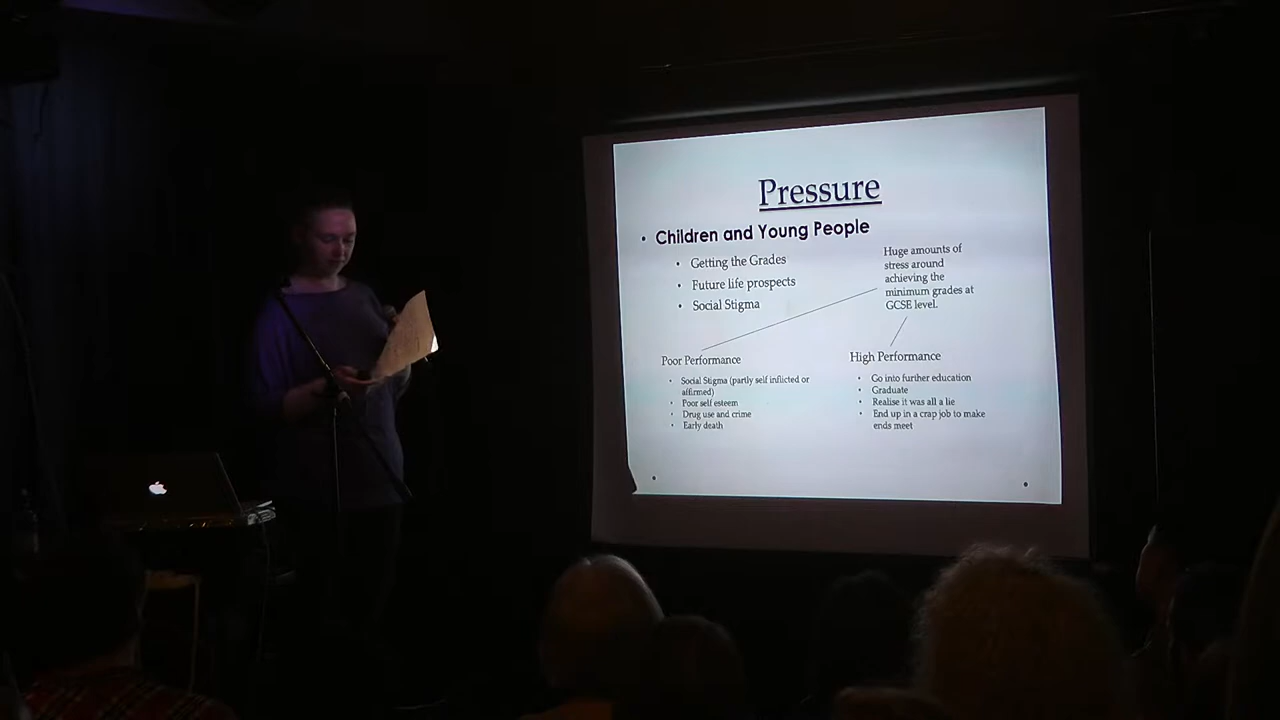 Pressure
• Children and Young People
• Getting the Grades
• Future life prospects
• Social Stigma
Huge amounts of
stress around
achieving the
minimum grades at
GCSE level.
Poor Performance
• Social Stigma (partly self inflicted or
affirmed)
• Poor self esteem
• Drug use and crime
• Early death
High Performance
• Go into further education
• Graduate
• Realise it was all a lie
• End up in a crap job to make
ends meet